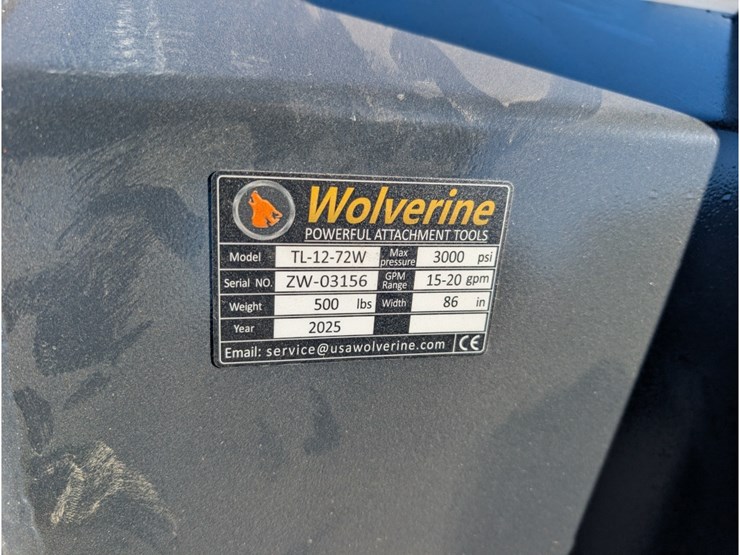 Wolverine
POWERFUL ATTACHMENT TOOLS
Model TL-12-72W Max pressure 3000 psi
Serial NO. ZW-03156 GPM Range 15-20 gpm
Weight 500 lbs Width 86 in
Year 2025
Email: service@usawolverine.com CE